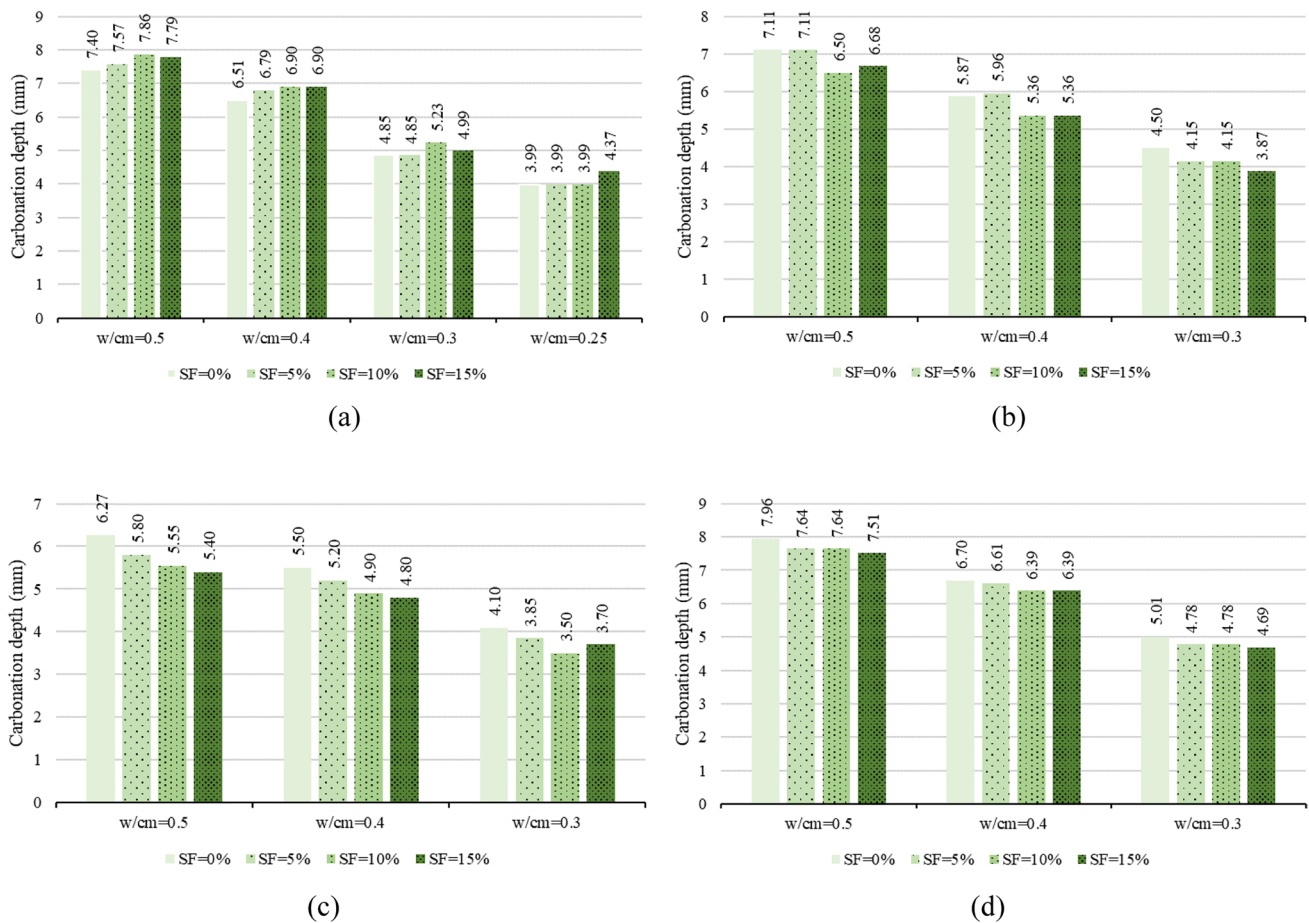 9
8
7
6
5
4
3
2
1
0
Carbonation depth (mm)
7.40 7.57 7.86 7.79
6.51 6.79 6.90 6.90
4.85 4.85 5.23 4.99
3.99 3.99 3.99 4.37
w/cm=0.5 w/cm=0.4 w/cm=0.3 w/cm=0.25
SF=0% SF=5% SF=10% SF=15%
(a)
8
7
6
5
4
3
2
1
0
Carbonation depth (mm)
7.11 7.11 6.50 6.68
5.87 5.96 5.36 5.36
4.50 4.15 4.15 3.87
w/cm=0.5 w/cm=0.4 w/cm=0.3
SF=0% SF=5% SF=10% SF=15%
(b)
7
6
5
4
3
2
1
0
Carbonation depth (mm)
6.27 5.80 5.55 5.40
5.50 5.20 4.90 4.80
4.10 3.85 3.50 3.70
w/cm=0.5 w/cm=0.4 w/cm=0.3
SF=0% SF=5% SF=10% SF=15%
(c)
9
8
7
6
5
4
3
2
1
0
Carbonation depth (mm)
7.96 7.64 7.64 7.51
6.70 6.61 6.39 6.39
5.01 4.78 4.78 4.69
w/cm=0.5 w/cm=0.4 w/cm=0.3
SF=0% SF=5% SF=10% SF=15%
(d)